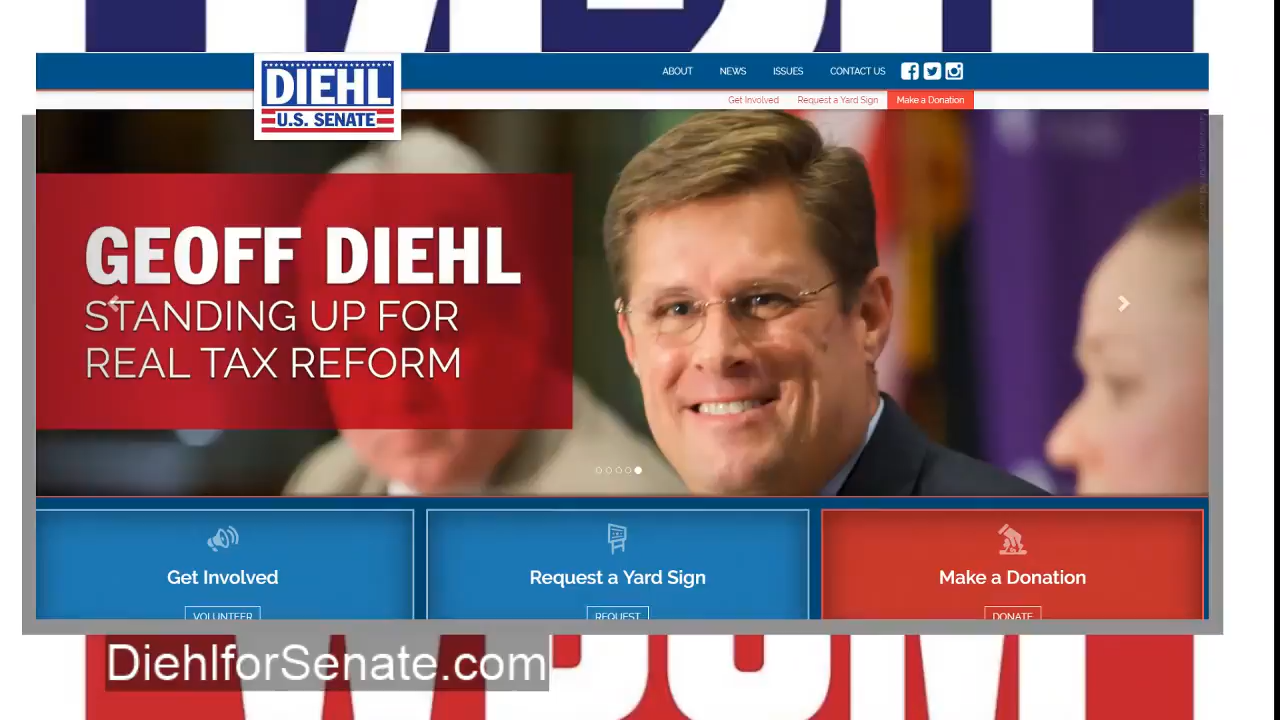 DIEHL
U.S. SENATE
ABOUT NEWS ISSUES CONTACT US
Get Involved Request a Yard Sign Make a Donation
GEOFF DIEHL
STANDING UP FOR
REAL TAX REFORM
Get Involved Request a Yard Sign Make a Donation
VOLUNTEER REQUEST DONATE
DiehlforSenate.com